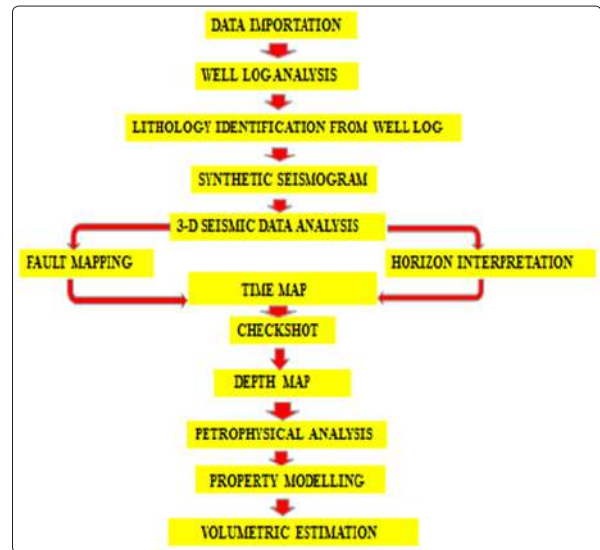 DATA IMPORTATION
WELL LOG ANALYSIS
LITHOLOGY IDENTIFICATION FROM WELL LOG
SYNTHETIC SEISMOGRAM
3-D SEISMIC DATA ANALYSIS
FAULT MAPPING
HORIZON INTERPRETATION
TIME MAP
CHECKSHOT
DEPTH MAP
PETROPHYSICAL ANALYSIS
PROPERTY MODELLING
VOLUMETRIC ESTIMATION